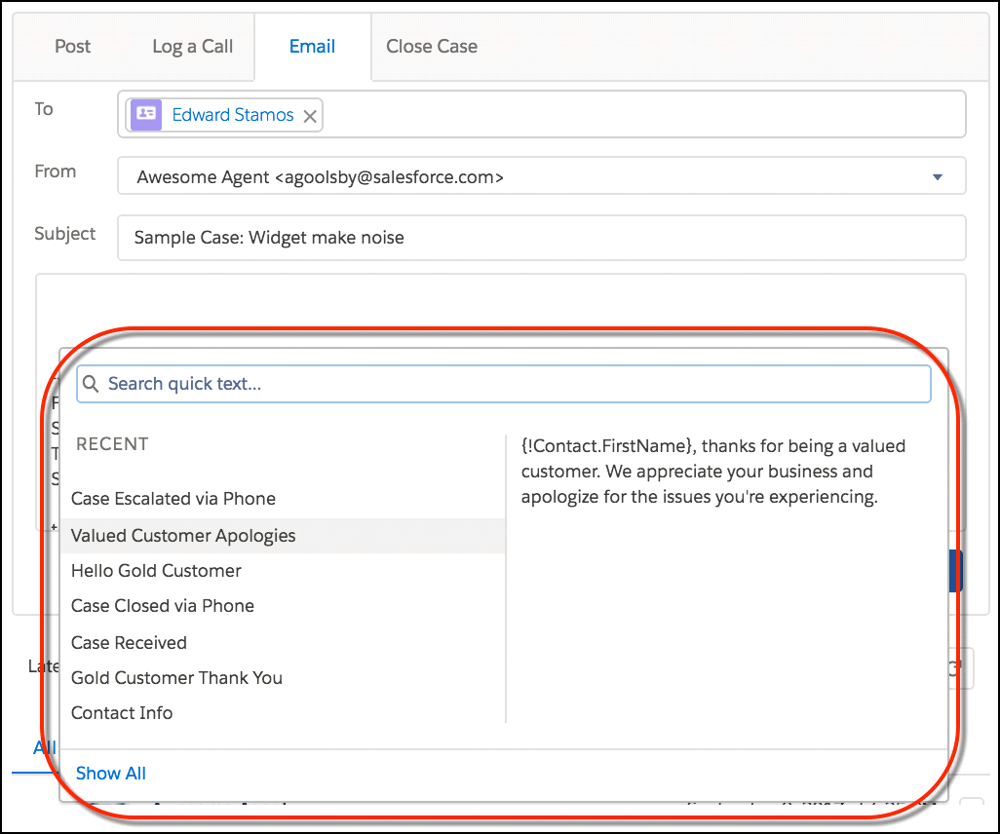 Post Log a Call Email Close Case
To Edward Stamos
From Awesome Agent <agoolsby@salesforce.com>
Subject Sample Case: Widget make noise
Search quick text...
RECENT
Case Escalated via Phone
Valued Customer Apologies
Hello Gold Customer
Case Closed via Phone
Case Received
Gold Customer Thank You
Contact Info
{!Contact.FirstName}, thanks for being a valued
customer. We appreciate your business and
apologize for the issues you're experiencing.
All
Show All